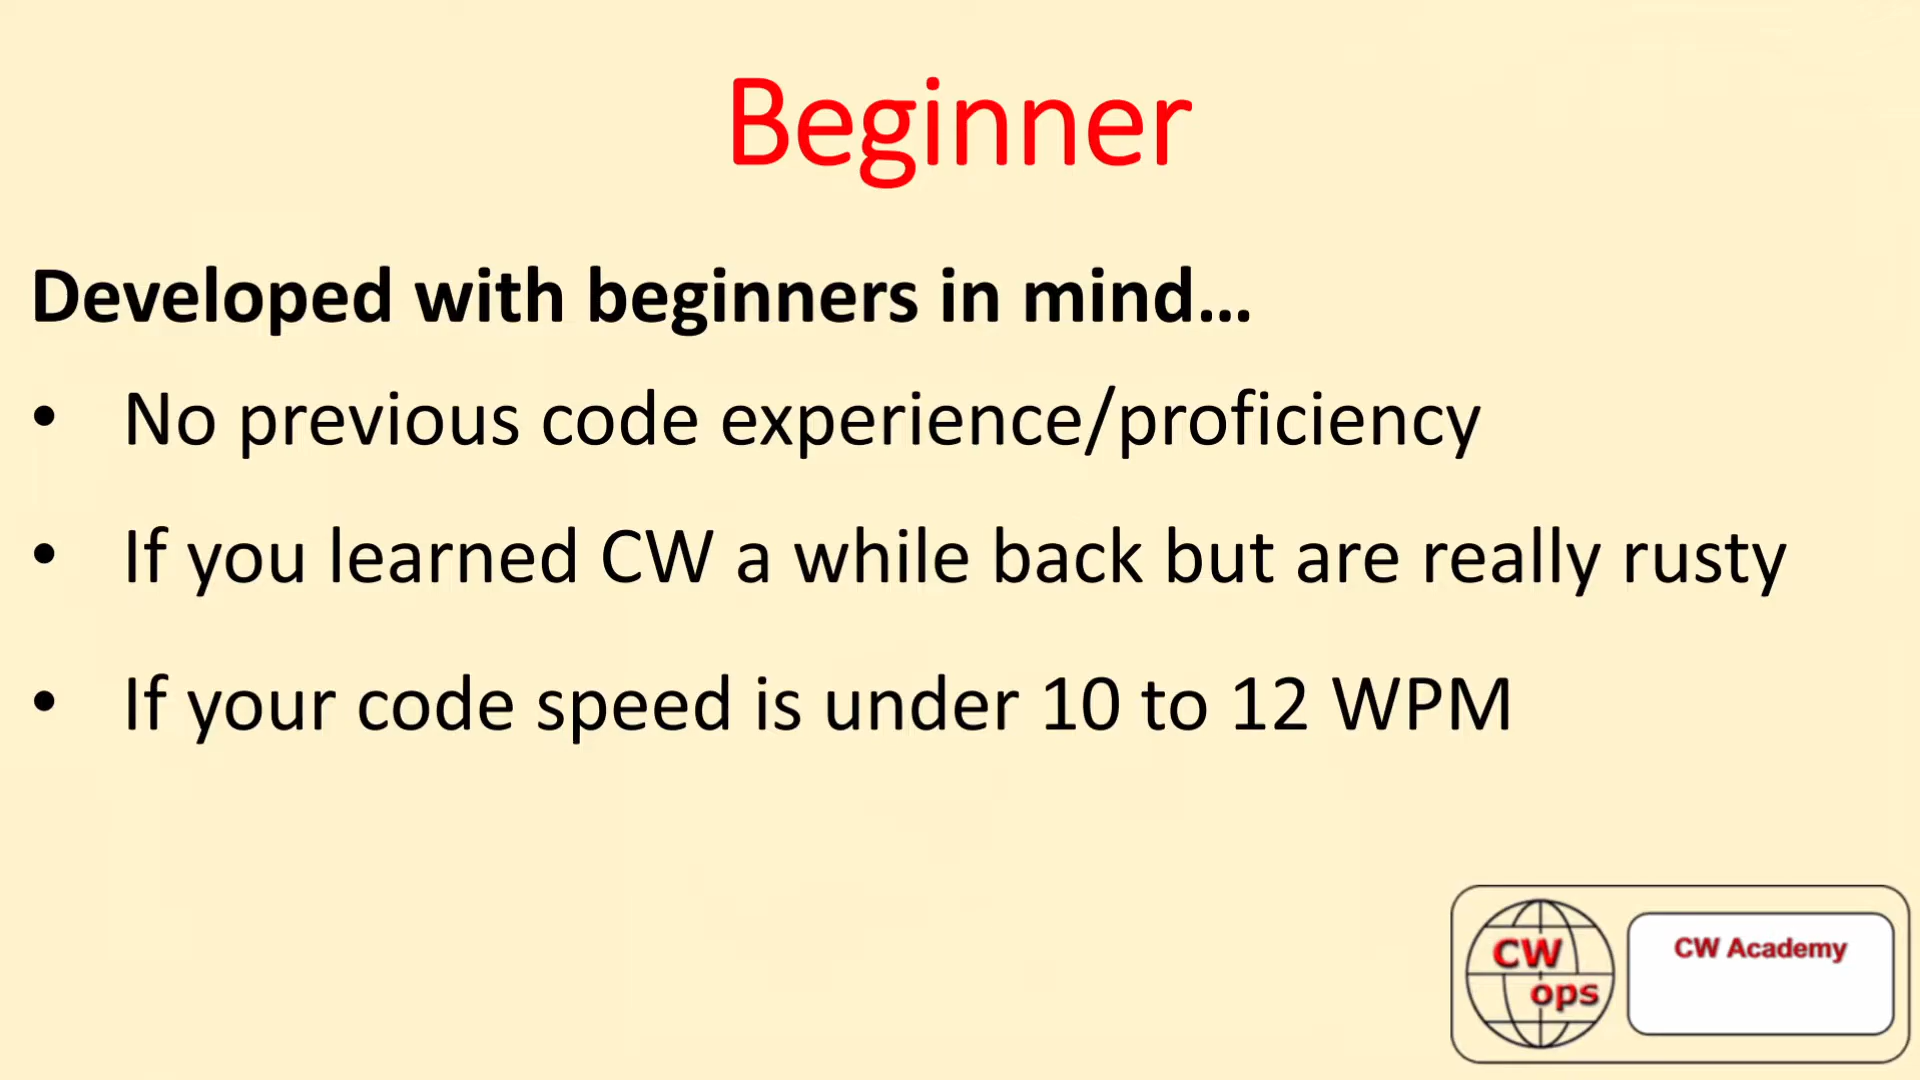 Beginner
Developed with beginners in mind...
• No previous code experience/proficiency
• If you learned CW a while back but are really rusty
• If your code speed is under 10 to 12 WPM
CW
ops
CW Academy